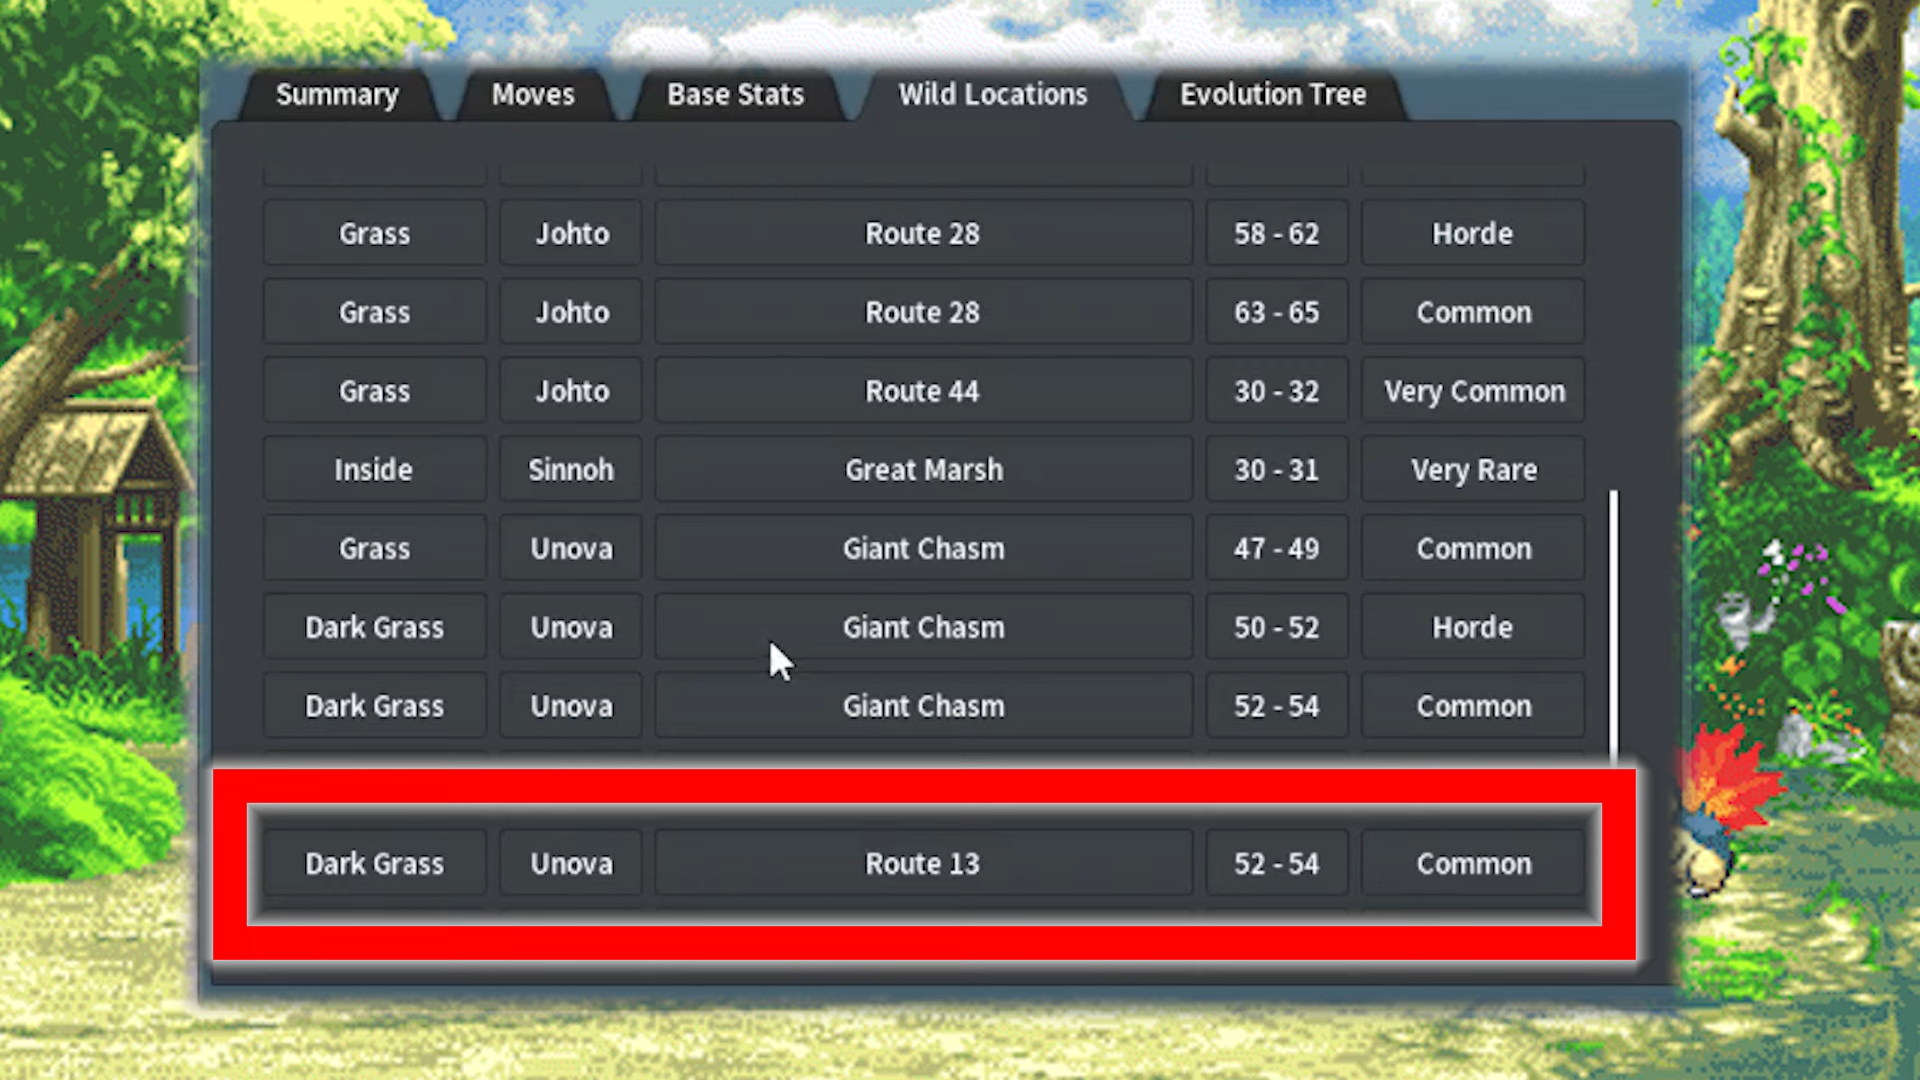 Summary Moves Base Stats Wild Locations Evolution Tree
Grass Johto Route 28 58 - 62 Horde
Grass Johto Route 28 63 - 65 Common
Grass Johto Route 44 30 - 32 Very Common
Inside Sinnoh Great Marsh 30 - 31 Very Rare
Grass Unova Giant Chasm 47 - 49 Common
Dark Grass Unova Giant Chasm 50 - 52 Horde
Dark Grass Unova Giant Chasm 52 - 54 Common
Dark Grass Unova Route 13 52 - 54 Common